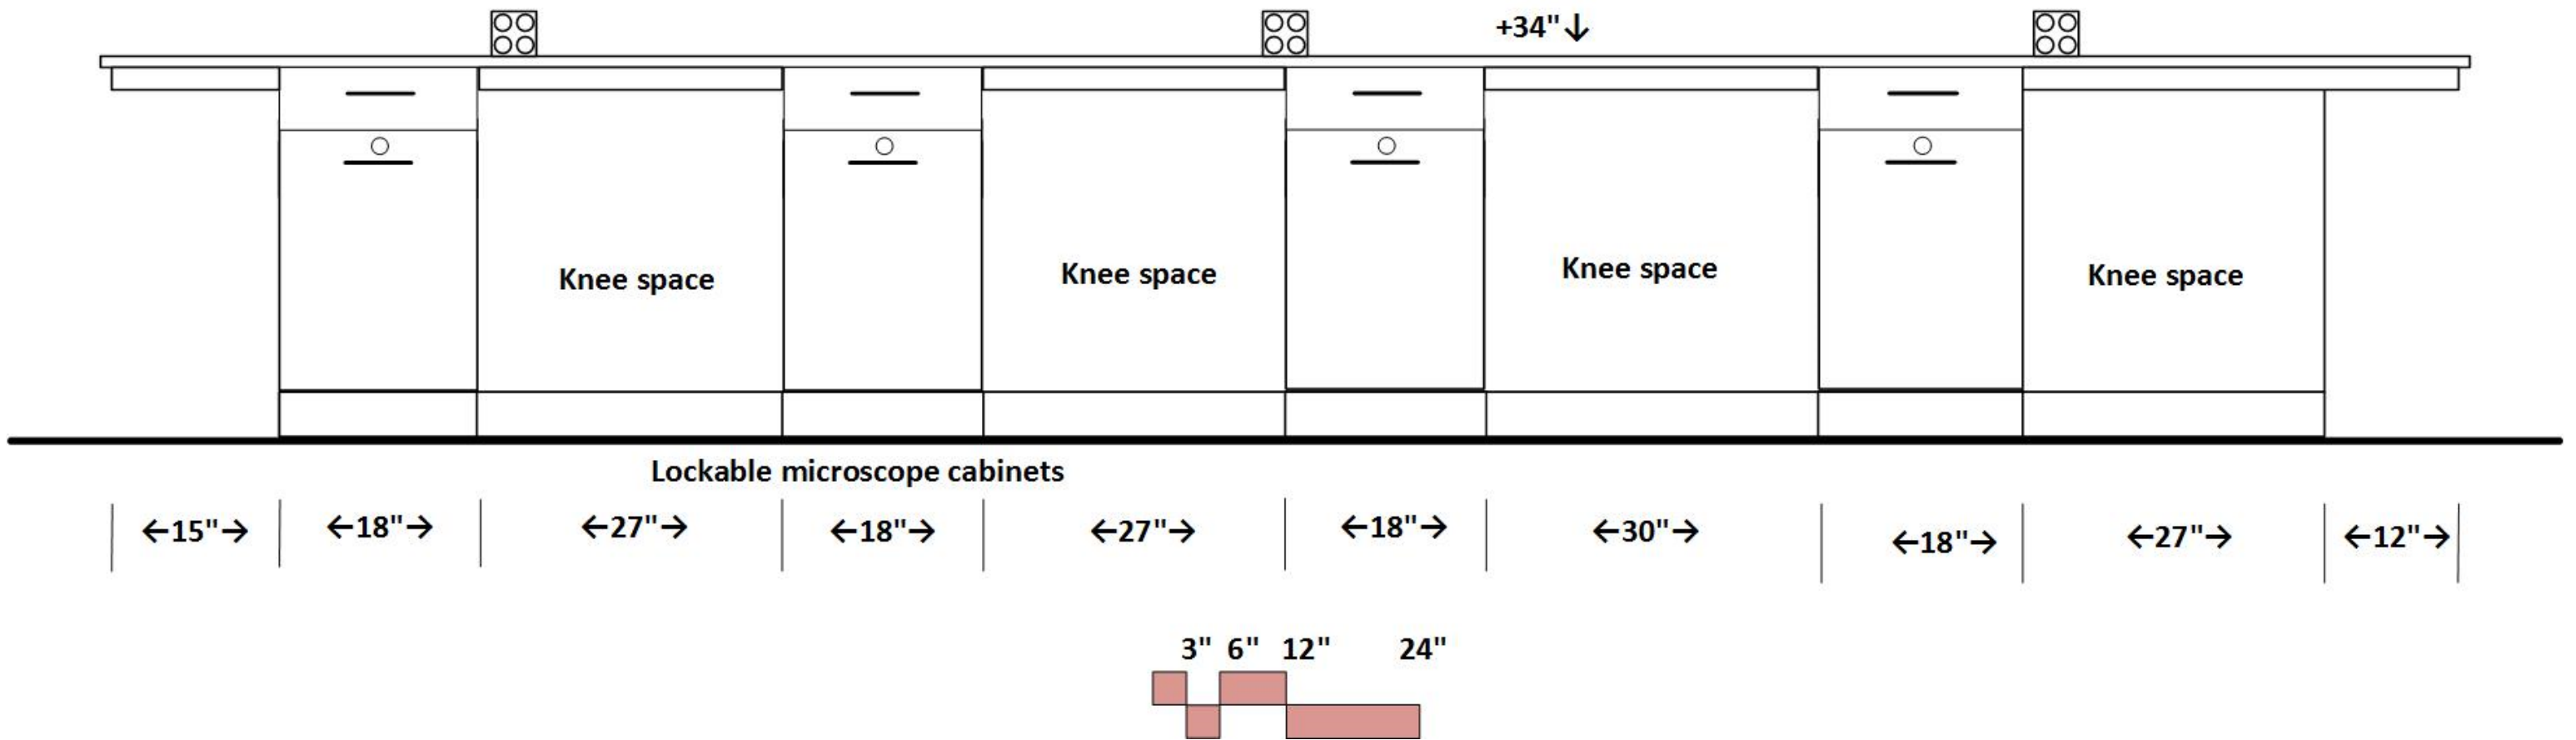 +34"↓
Knee space
Knee space
Knee space
Knee space
Lockable microscope cabinets
←15"→ ←18"→ ←27"→ ←18"→ ←27"→ ←18"→ ←30"→ ←18"→ ←27"→ ←12"→
3" 6" 12" 24"